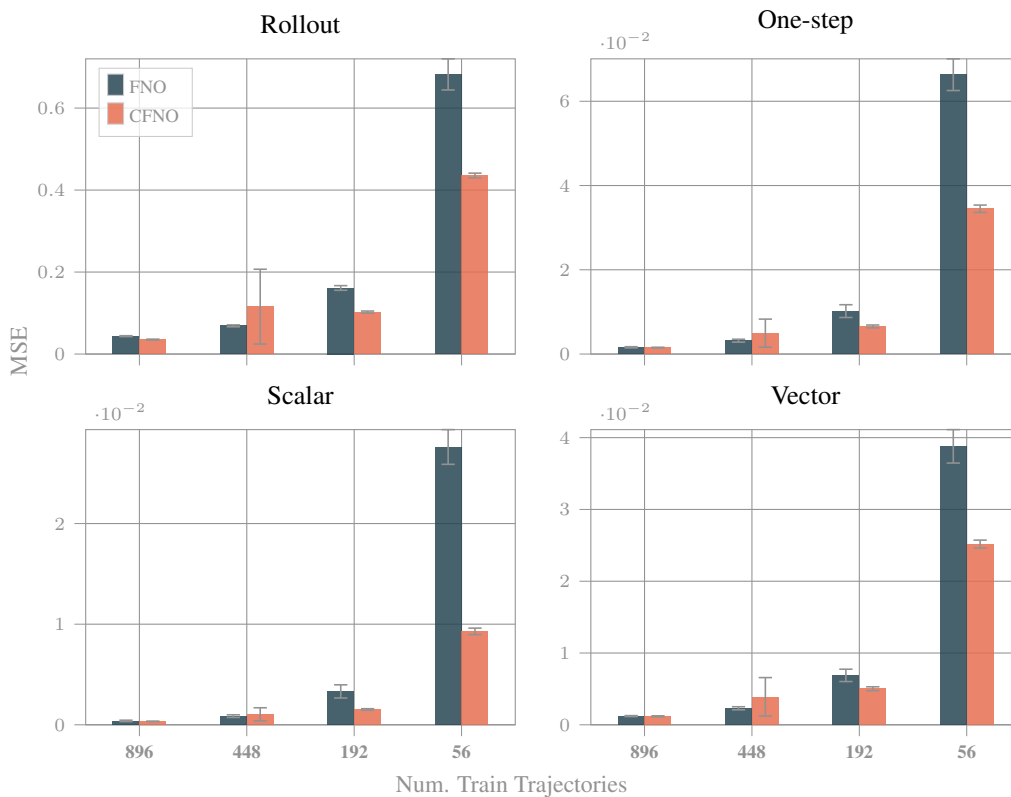 Rollout
One-step
·10⁻²
FNO
CFNO
0.6
0.4
0.2
0
6
4
2
0
MSE
Scalar
Vector
·10⁻²
·10⁻²
2
1
0
4
3
2
1
0
896 448 192 56
896 448 192 56
Num. Train Trajectories